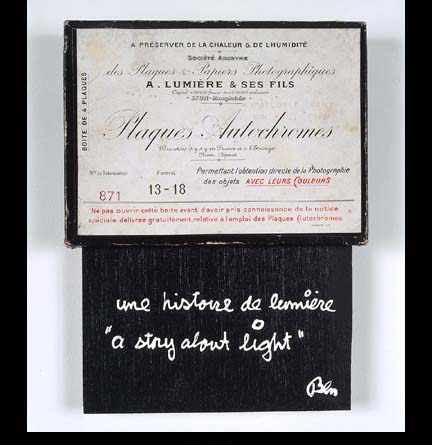 A PRÉSERVER DE LA CHALEUR & DE L'HUMIDITÉ
SOCIÉTÉ ANONYME
des Plaques & Papiers Photographiques
A. LUMIÈRE & SES FILS
BOITE DE 4 PLAQUES
Plaques Autochromes
Nº de fabrication
871
Format
13-18
Permettant l'obtention directe de la Photographie
des objets AVEC LEURS COULEURS
Ne pas ouvrir cette boite avant d'avoir pris connaissance de la notice
spéciale délivrée gratuitement, relative à l'emploi des Plaques Autochromes
une histoire de lumière
"a story about light"
Ben